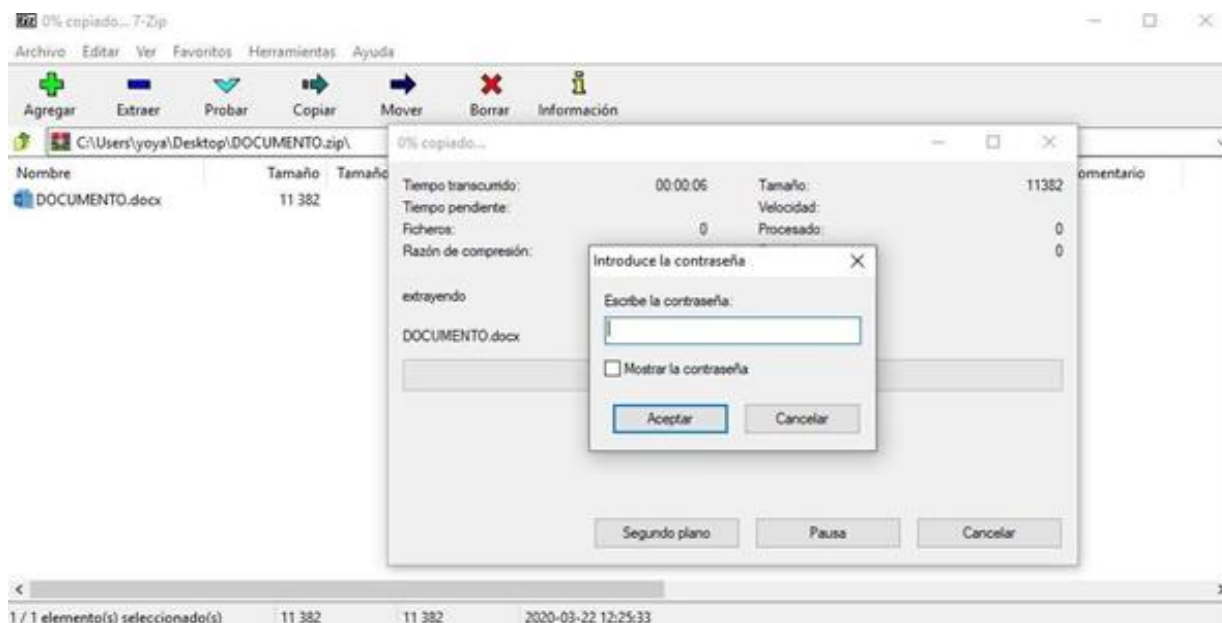 0% copiado... 7-Zip
Archivo Editar Ver Favoritos Herramientas Ayuda
Agregar Extraer Probar Copiar Mover Borrar Información
C:\Users\yoya\Desktop\DOCUMENTO.zip\
Nombre Tamaño Tamaño omentario
DOCUMENTO.docx 11 382
0% copiado...
Tiempo transcurrido: 00:00:06 Tamaño: 11382
Tiempo pendiente: Velocidad:
Ficheros: 0 Procesado: 0
Razón de compresión: 0
extrayendo
DOCUMENTO.docx
Introduce la contraseña
Escribe la contraseña:
Mostrar la contraseña
Aceptar Cancelar
Segundo plano Pausa Cancelar
1 / 1 elemento(s) seleccionado(s) 11 382 11 382 2020-03-22 12:25:33